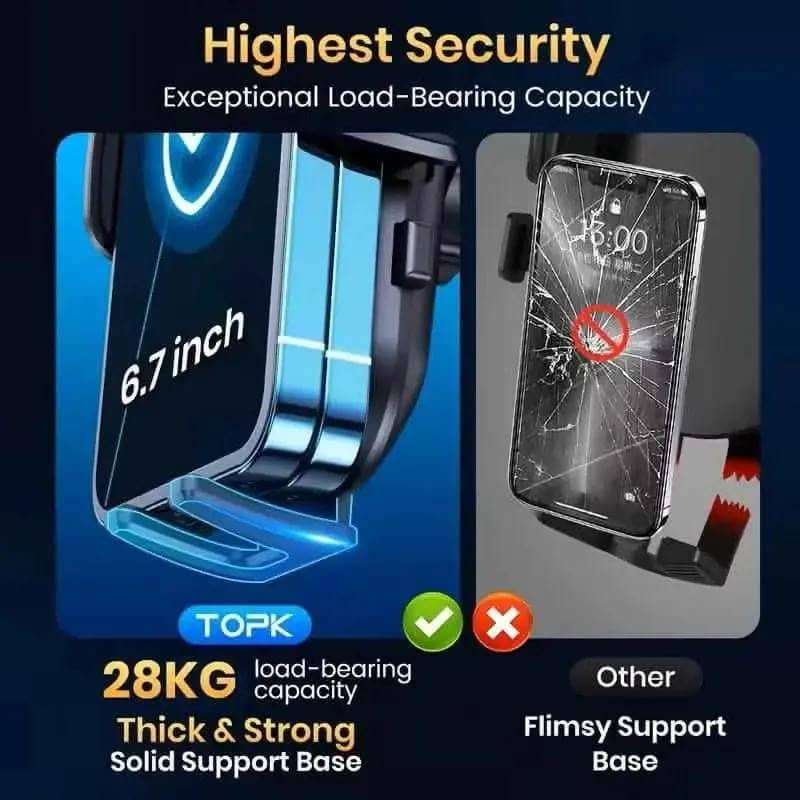 Highest Security
Exceptional Load-Bearing Capacity
6.7 inch
TOPK
28KG
load-bearing
capacity
Thick & Strong
Solid Support Base
Other
Flimsy Support
Base